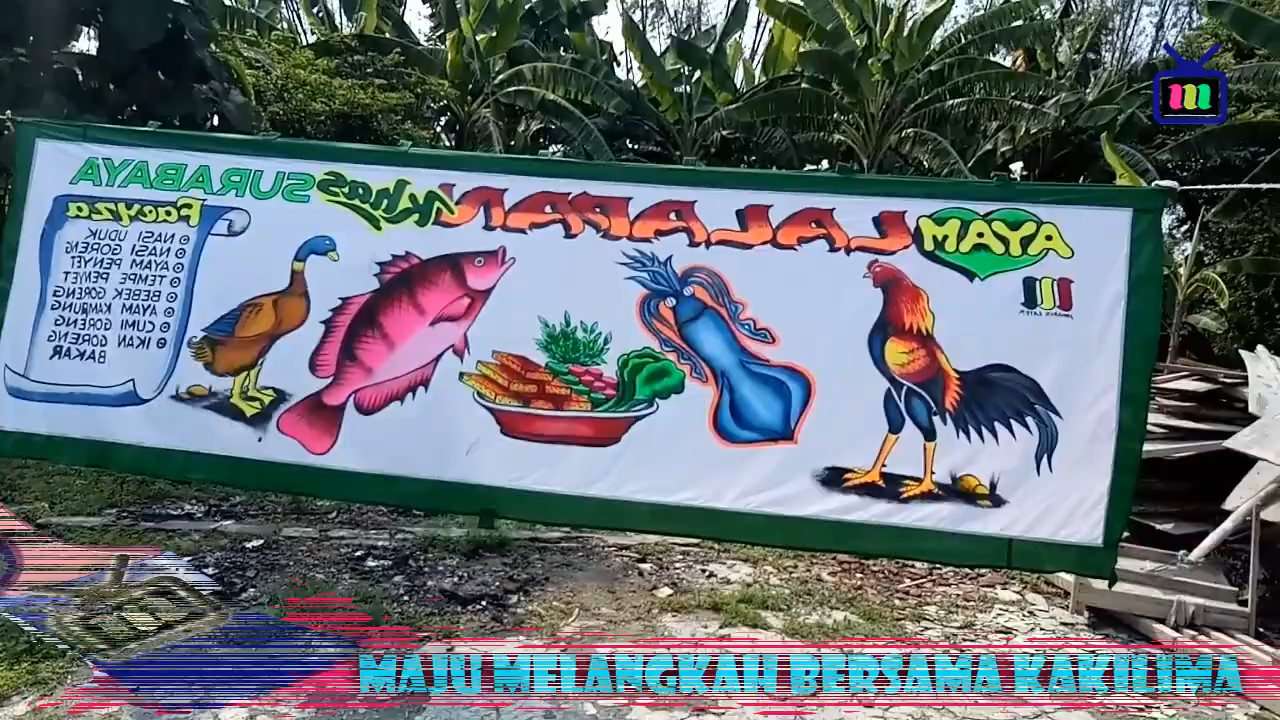 AYAM LALAPAN Khas SURABAYA
Faeyza
NASI UDUK
NASI GORENG
AYAM PENYET
TEMPE PENYET
BEBEK GORENG
AYAM KAMPUNG
CUMI GORENG
IKAN GORENG
BAKAR
MAJU MELANGKAH BERSAMA KAKILIMA